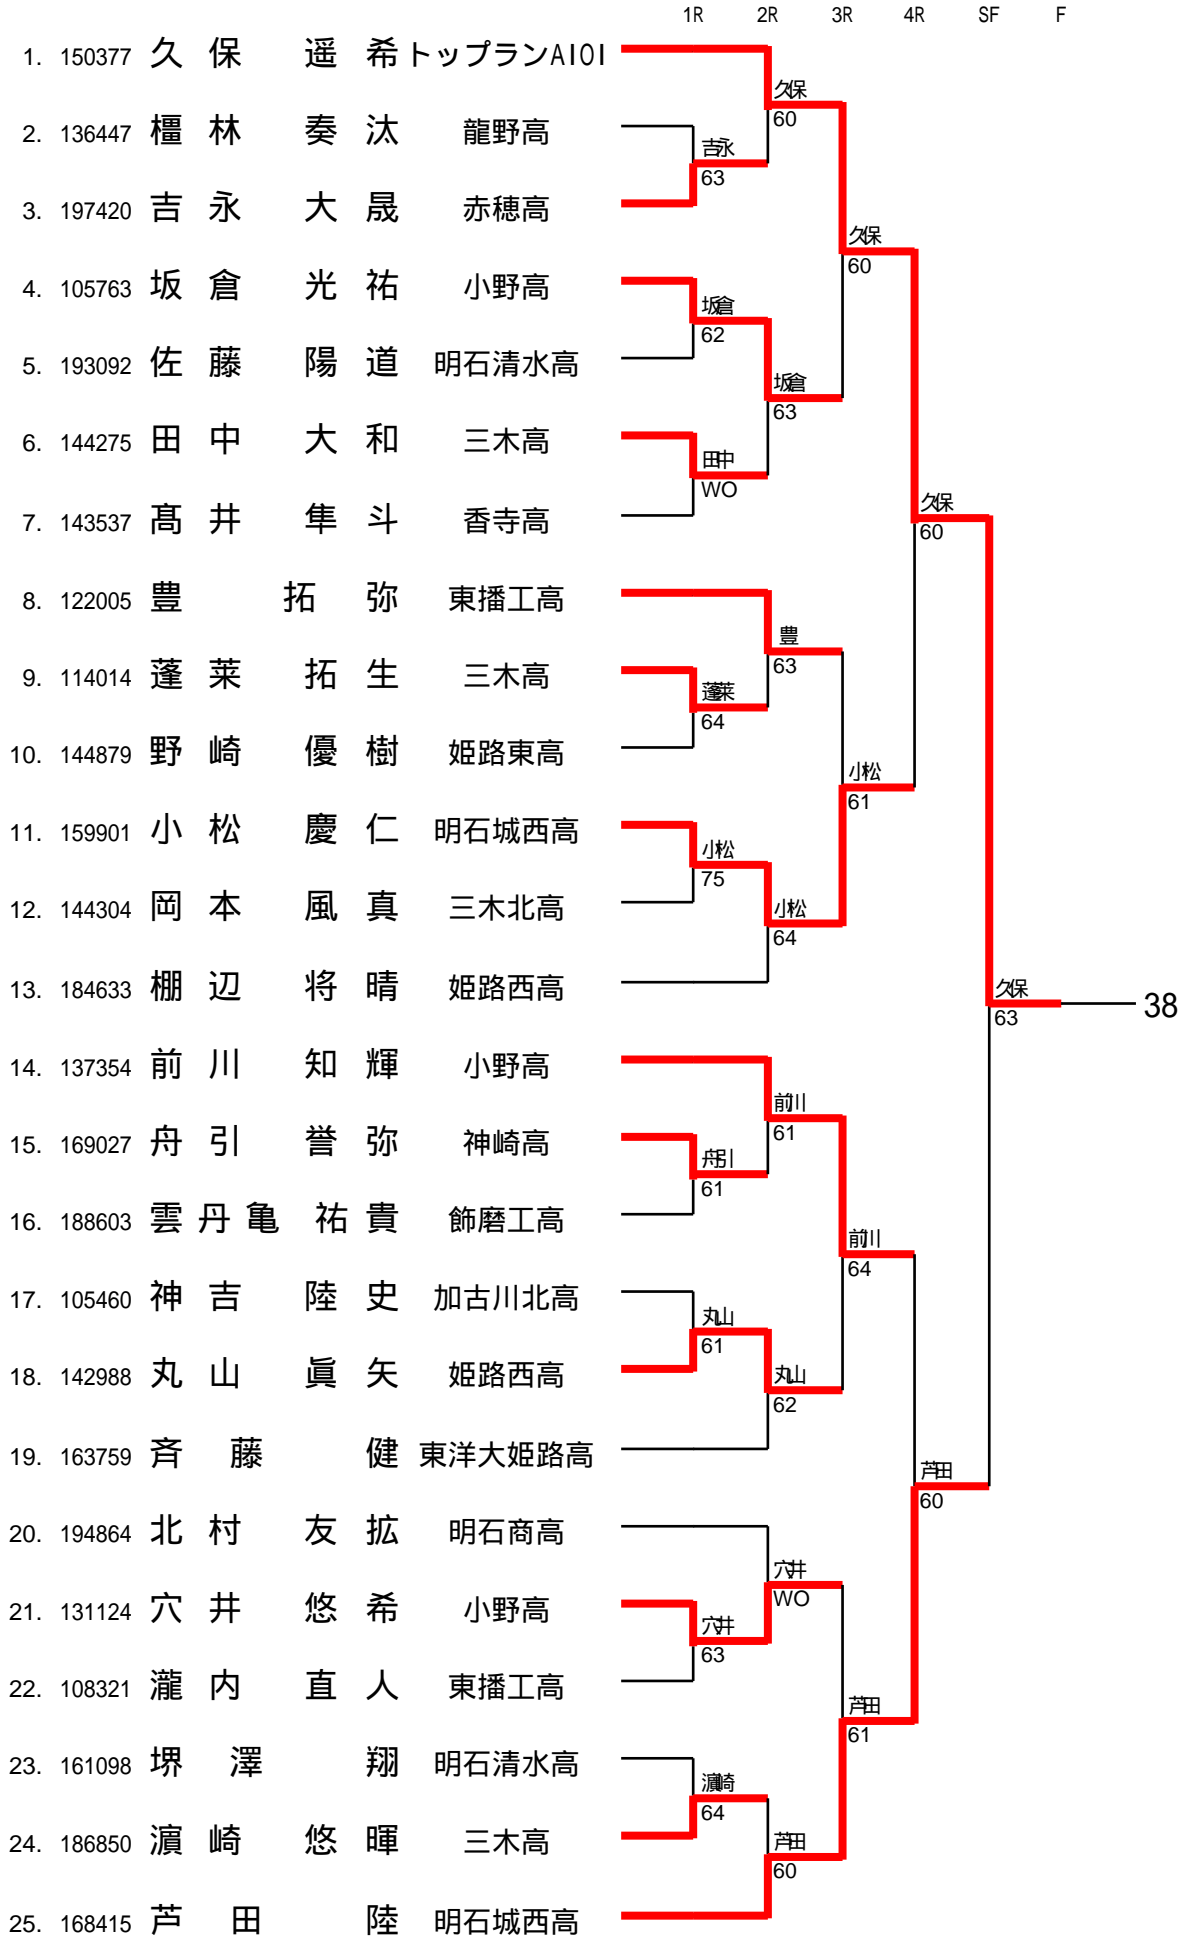 1R 2R 3R 4R SF F
1. 150377 久保 遥希 トップランAIOI
久保
60
2. 136447 橿林 奏汰 龍野高
吉永
63
3. 197420 吉永 大晟 赤穂高
久保
60
4. 105763 坂倉 光祐 小野高
坂倉
62
5. 193092 佐藤 陽道 明石清水高
坂倉
63
6. 144275 田中 大和 三木高
田中
WO
7. 143537 髙井 隼斗 香寺高
久保
60
8. 122005 豊 拓弥 東播工高
豊
63
9. 114014 蓬莱 拓生 三木高
蓬莱
64
10. 144879 野崎 優樹 姫路東高
小松
61
11. 159901 小松 慶仁 明石城西高
小松
75
12. 144304 岡本 風真 三木北高
小松
64
13. 184633 棚辺 将晴 姫路西高
久保
63
38
14. 137354 前川 知輝 小野高
前川
61
15. 169027 舟引 誉弥 神崎高
舟引
61
16. 188603 雲丹亀 祐貴 飾磨工高
前川
64
17. 105460 神吉 陸史 加古川北高
丸山
61
18. 142988 丸山 眞矢 姫路西高
丸山
62
19. 163759 斉藤 健 東洋大姫路高
芦田
60
20. 194864 北村 友拡 明石商高
穴井
WO
21. 131124 穴井 悠希 小野高
穴井
63
22. 108321 瀧内 直人 東播工高
芦田
61
23. 161098 堺澤 翔 明石清水高
濵崎
64
24. 186850 濵崎 悠暉 三木高
芦田
60
25. 168415 芦田 陸 明石城西高